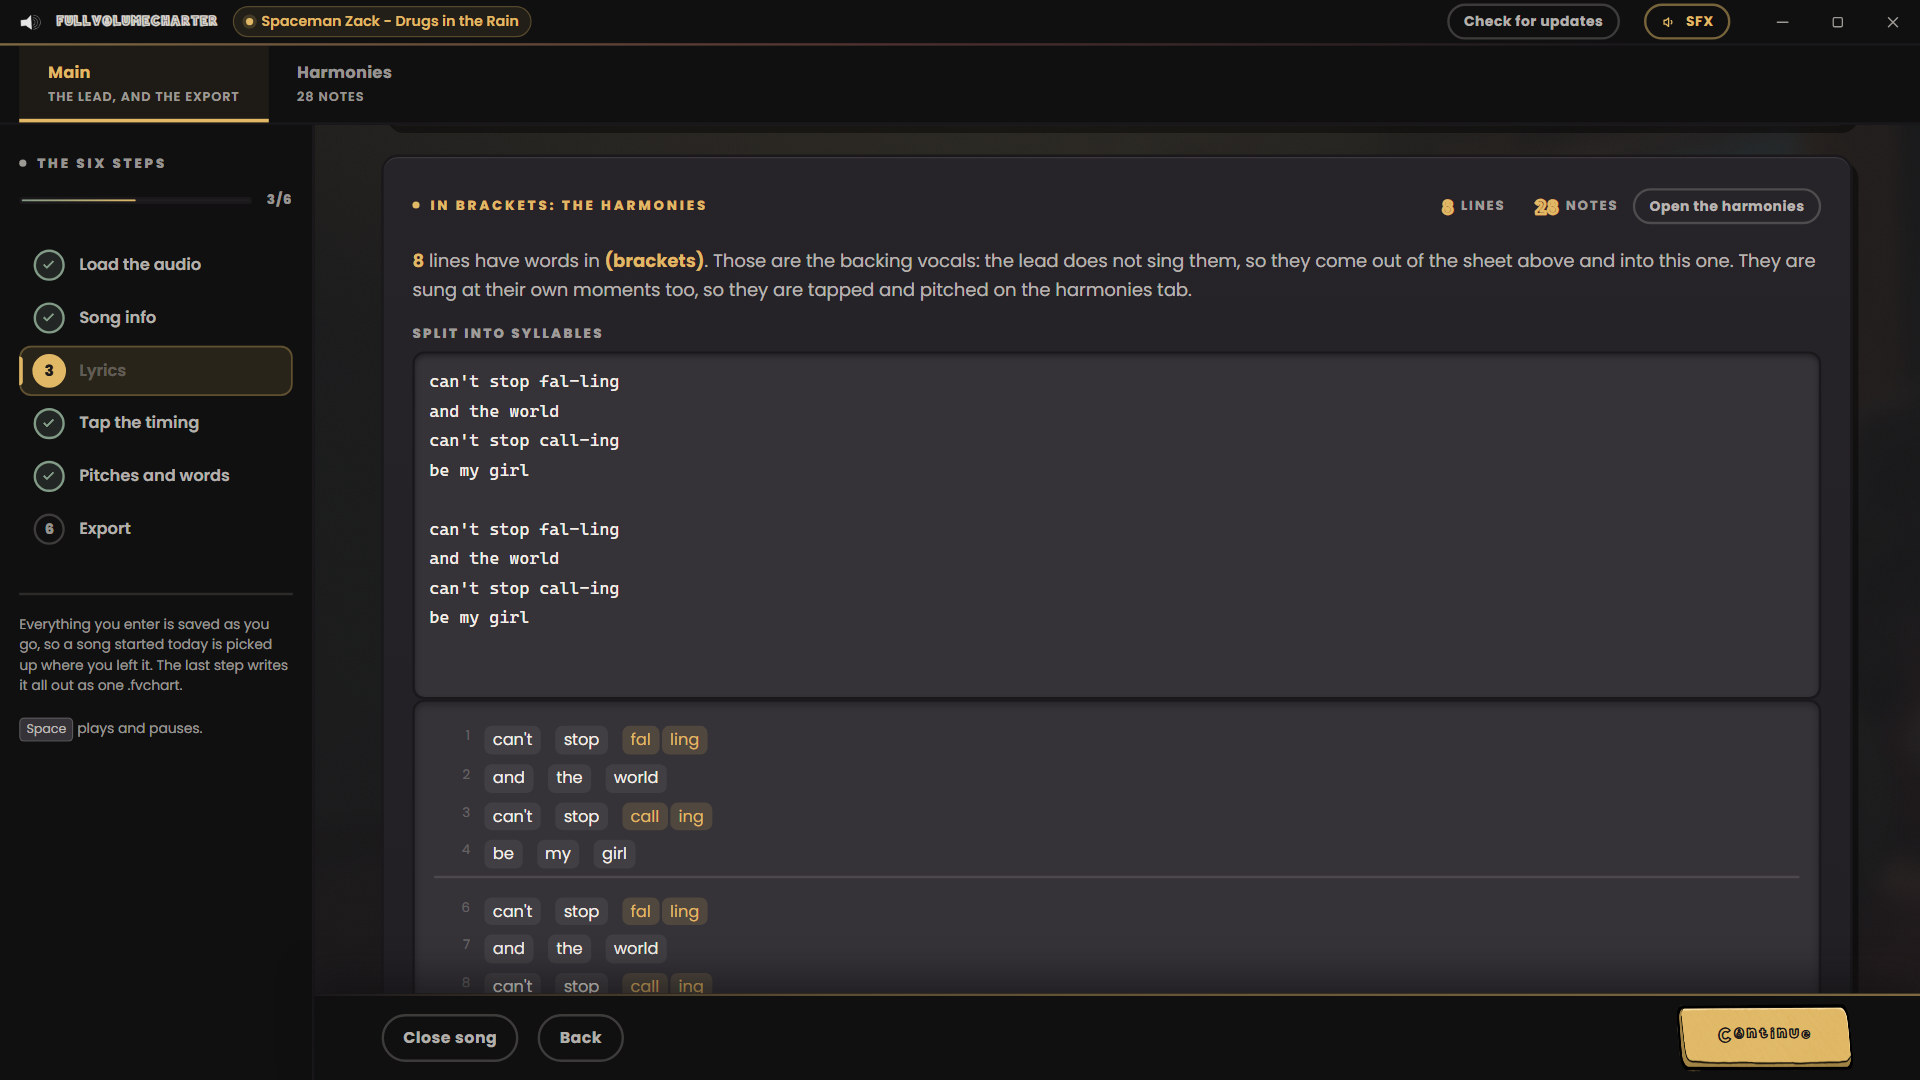 FULLVOLUMECHARTER
Spaceman Zack - Drugs in the Rain
Check for updates
SFX
Main
THE LEAD, AND THE EXPORT
Harmonies
28 NOTES
THE SIX STEPS
3/6
Load the audio
Song info
3 Lyrics
Tap the timing
Pitches and words
6 Export
Everything you enter is saved as you
go, so a song started today is picked
up where you left it. The last step writes
it all out as one .fvchart.
Space plays and pauses.
IN BRACKETS: THE HARMONIES
8 LINES
28 NOTES
Open the harmonies
8 lines have words in (brackets). Those are the backing vocals: the lead does not sing them, so they come out of the sheet above and into this one. They are
sung at their own moments too, so they are tapped and pitched on the harmonies tab.
SPLIT INTO SYLLABLES
can't stop fal-ling
and the world
can't stop call-ing
be my girl
can't stop fal-ling
and the world
can't stop call-ing
be my girl
1 can't stop fal ling
2 and the world
3 can't stop call ing
4 be my girl
6 can't stop fal ling
7 and the world
8 can't stop call ing
Close song
Back
Continue